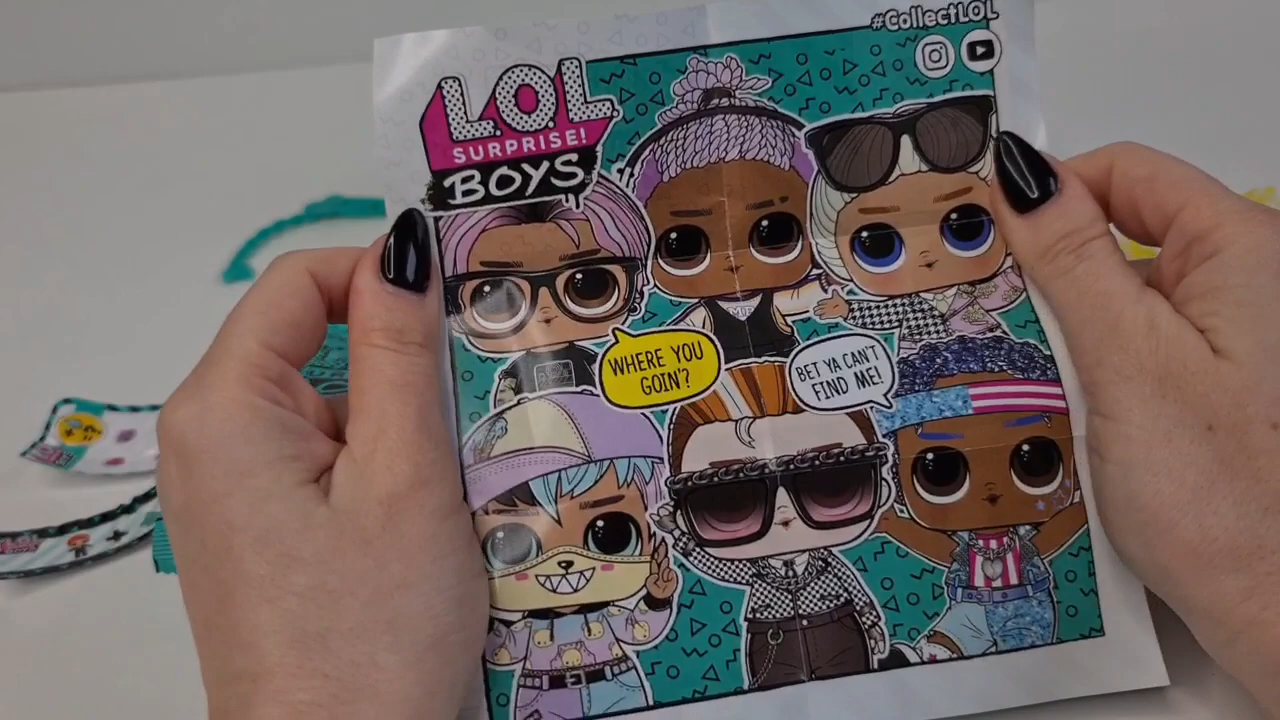 #CollectLOL
L.O.L
SURPRISE!
BOYS
WHERE YOU
GOIN'?
BET YA CAN'T
FIND ME!